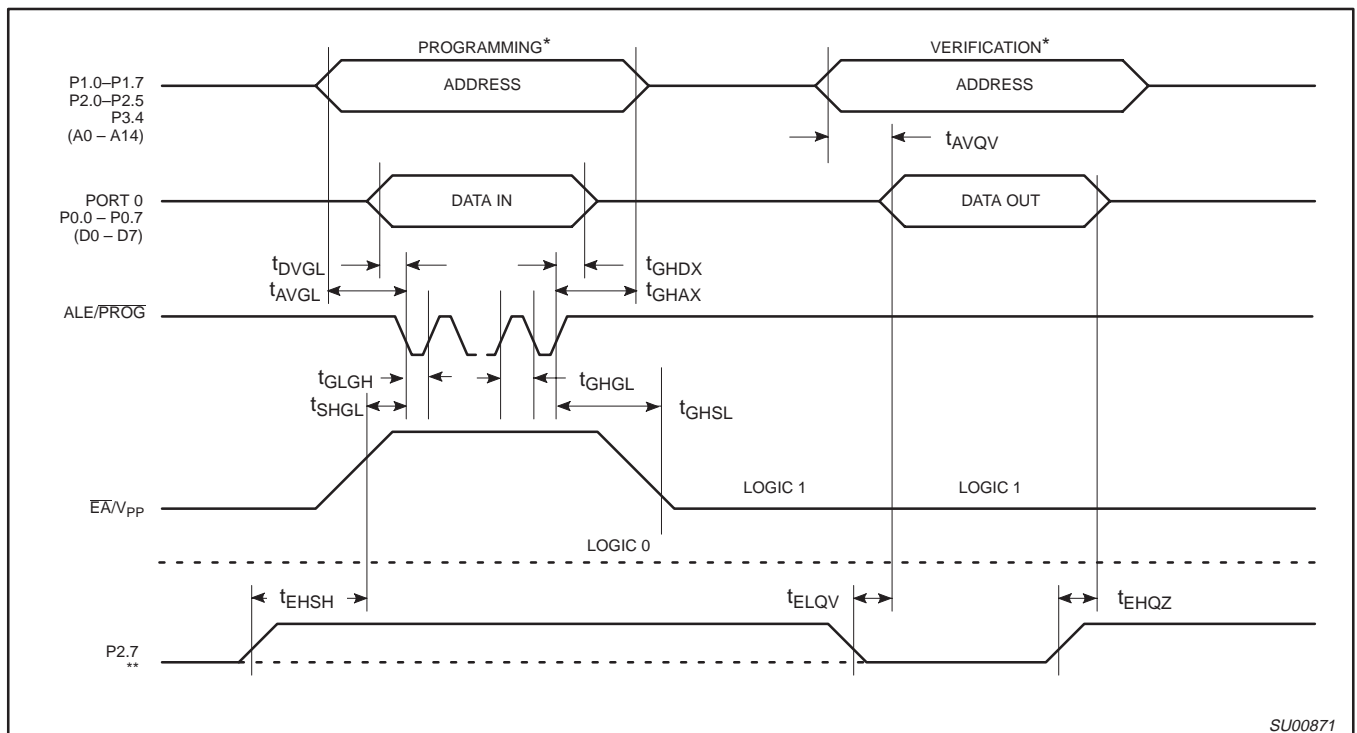 PROGRAMMING*
VERIFICATION*
P1.0–P1.7
P2.0–P2.5
P3.4
(A0 – A14)
ADDRESS
ADDRESS
tAVQV
PORT 0
P0.0 – P0.7
(D0 – D7)
DATA IN
DATA OUT
tDVGL
tGHDX
tAVGL
tGHAX
ALE/PROG
tGLGH
tGHGL
tSHGL
tGHSL
EA/VPP
LOGIC 1
LOGIC 1
LOGIC 0
tEHSH
tELQV
tEHQZ
P2.7
**
SU00871